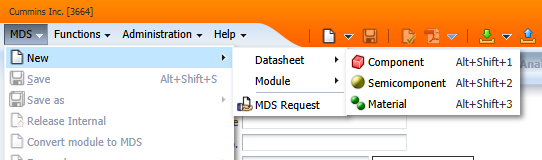 Cummins Inc. [3664]
MDS Functions Administration Help
New
Save Alt+Shift+S
Save as
Release Internal
Convert module to MDS
Datasheet
Module
MDS Request
Component Alt+Shift+1
Semicomponent Alt+Shift+2
Material Alt+Shift+3